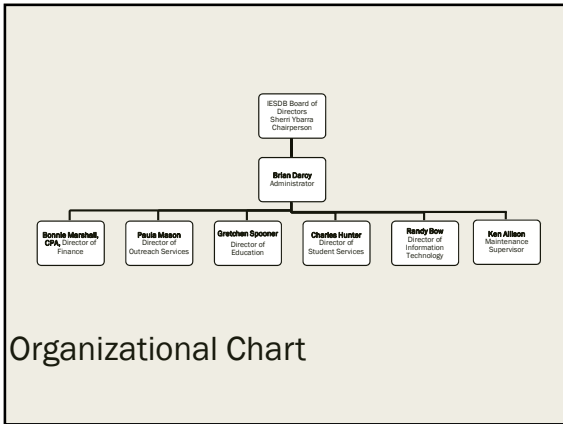 IESDB Board of
Directors
Sherri Ybarra
Chairperson
Brian Darcy
Administrator
Bonnie Marshall,
CPA, Director of
Finance
Paula Mason
Director of
Outreach Services
Gretchen Spooner
Director of
Education
Charles Hunter
Director of
Student Services
Randy Bow
Director of
Information
Technology
Ken Allison
Maintenance
Supervisor
Organizational Chart